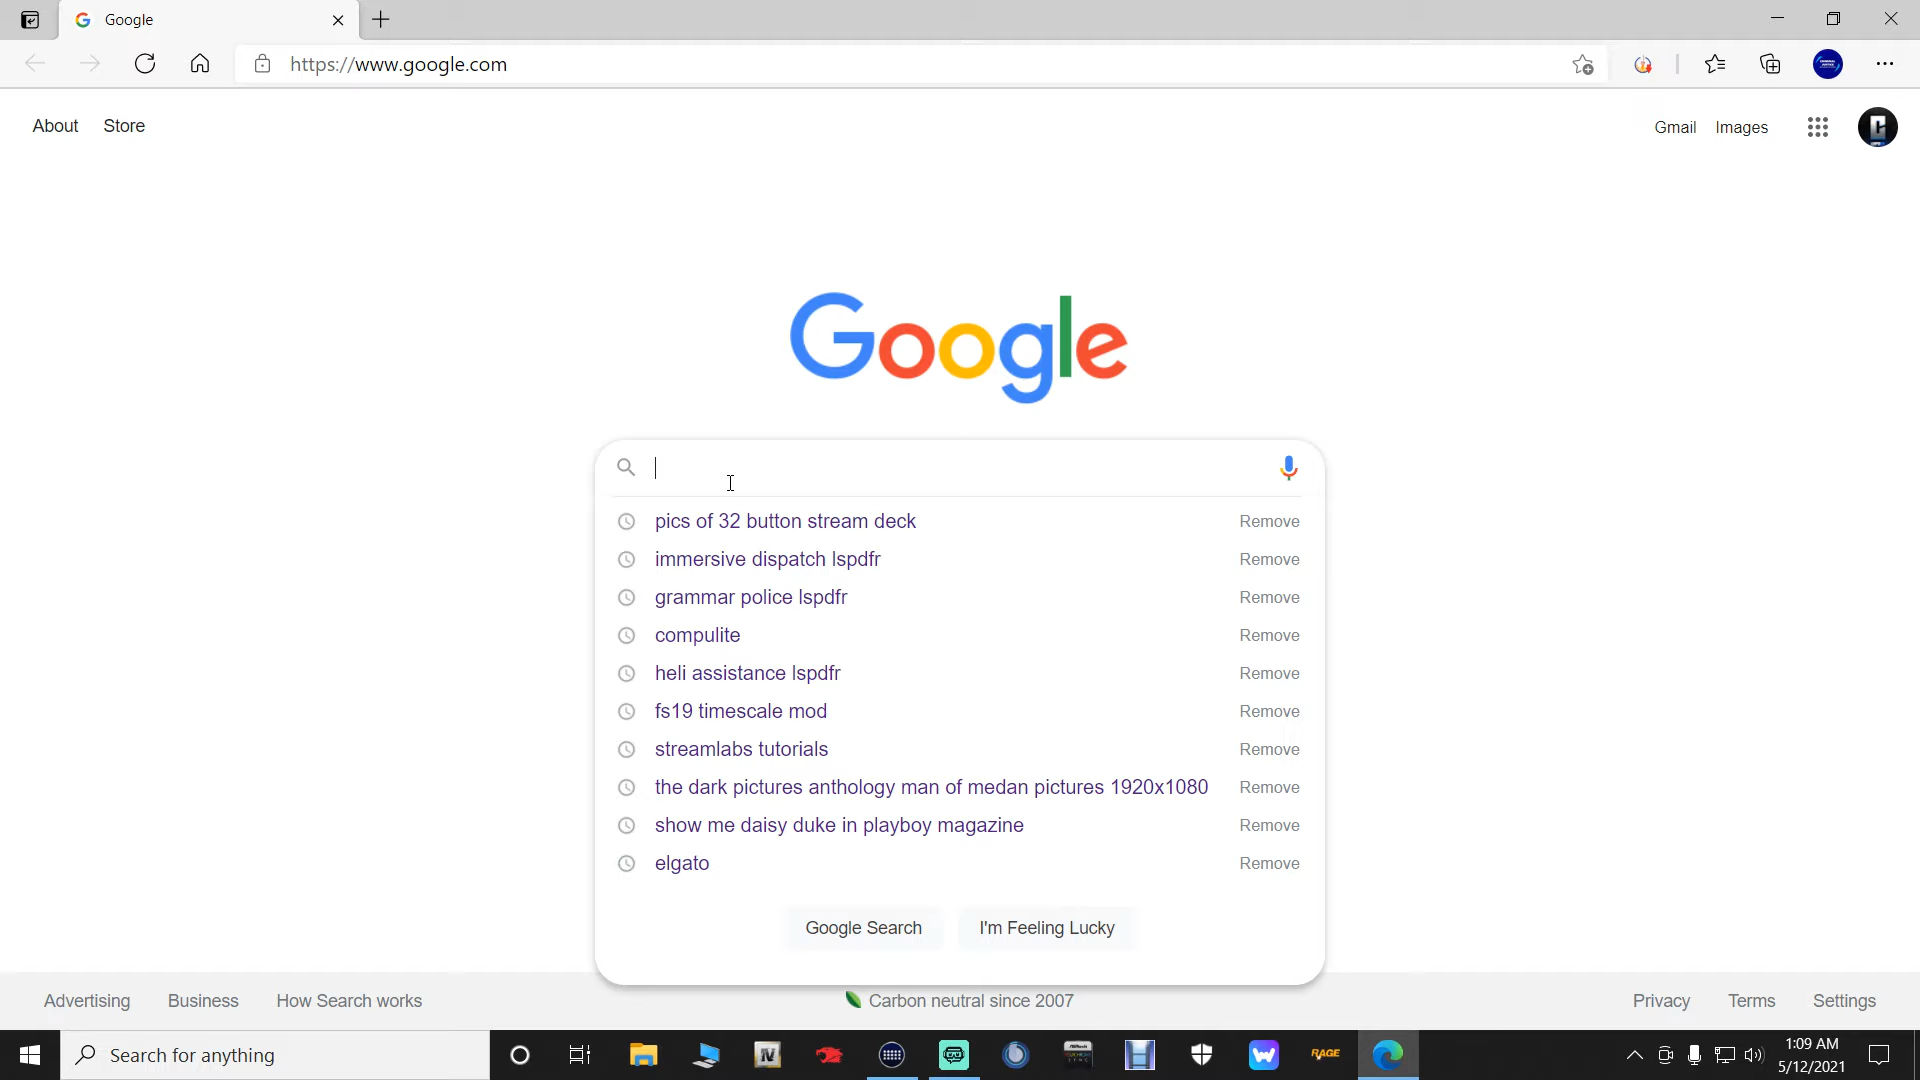 Google
https://www.google.com
About Store
Gmail Images
Google
pics of 32 button stream deck Remove
immersive dispatch lspdfr Remove
grammar police lspdfr Remove
compulite Remove
heli assistance lspdfr Remove
fs19 timescale mod Remove
streamlabs tutorials Remove
the dark pictures anthology man of medan pictures 1920x1080 Remove
show me daisy duke in playboy magazine Remove
elgato Remove
Google Search I'm Feeling Lucky
Advertising Business How Search works Carbon neutral since 2007 Privacy Terms Settings
Search for anything
IV
RAGE
1:09 AM
5/12/2021